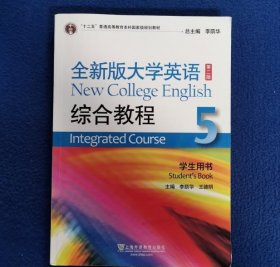 "十二五"普通高等教育本科国家级规划教材
总主编 李荫华
全新版大学英语 第二版
New College English
综合教程 5
Integrated Course
学生用书
Student's Book
主编 李荫华 王德明
上海外语教育出版社